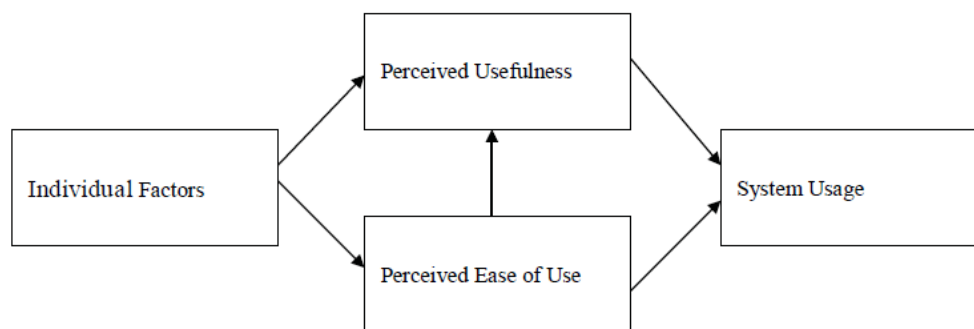 Perceived Usefulness
Individual Factors
System Usage
Perceived Ease of Use